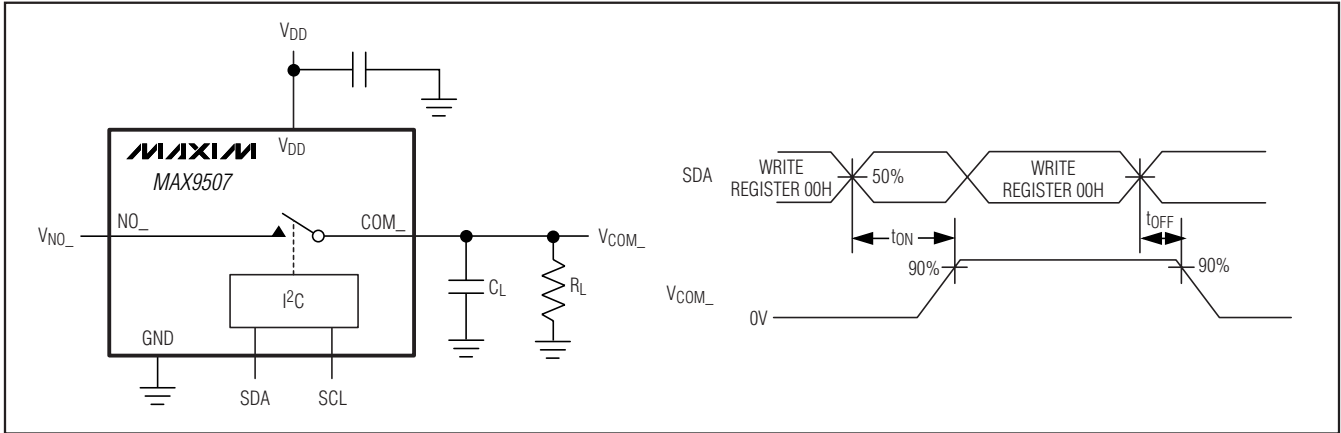 VDD
VDD
MAXIM
MAX9507
VNO_
NO_
COM_
VCOM_
CL
RL
I²C
GND
SDA
SCL
SDA
WRITE
REGISTER 00H
50%
WRITE
REGISTER 00H
tON
tOFF
90%
90%
VCOM_
0V